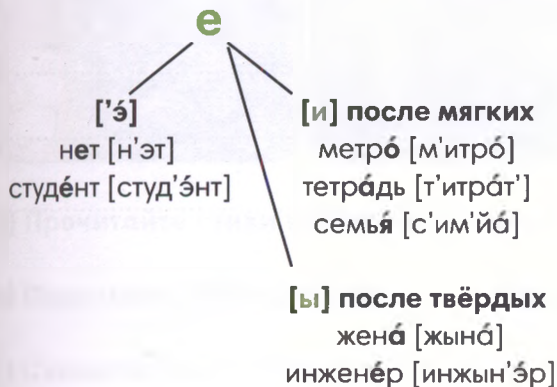 е
['э́]
нет [н'эт]
студе́нт [студ'э́нт]
[и] после мягких
метро́ [м'итро́]
тетра́дь [т'итра́т']
семья́ [с'им'йа́]
[ы] после твёрдых
жена́ [жына́]
инжене́р [инжын'э́р]